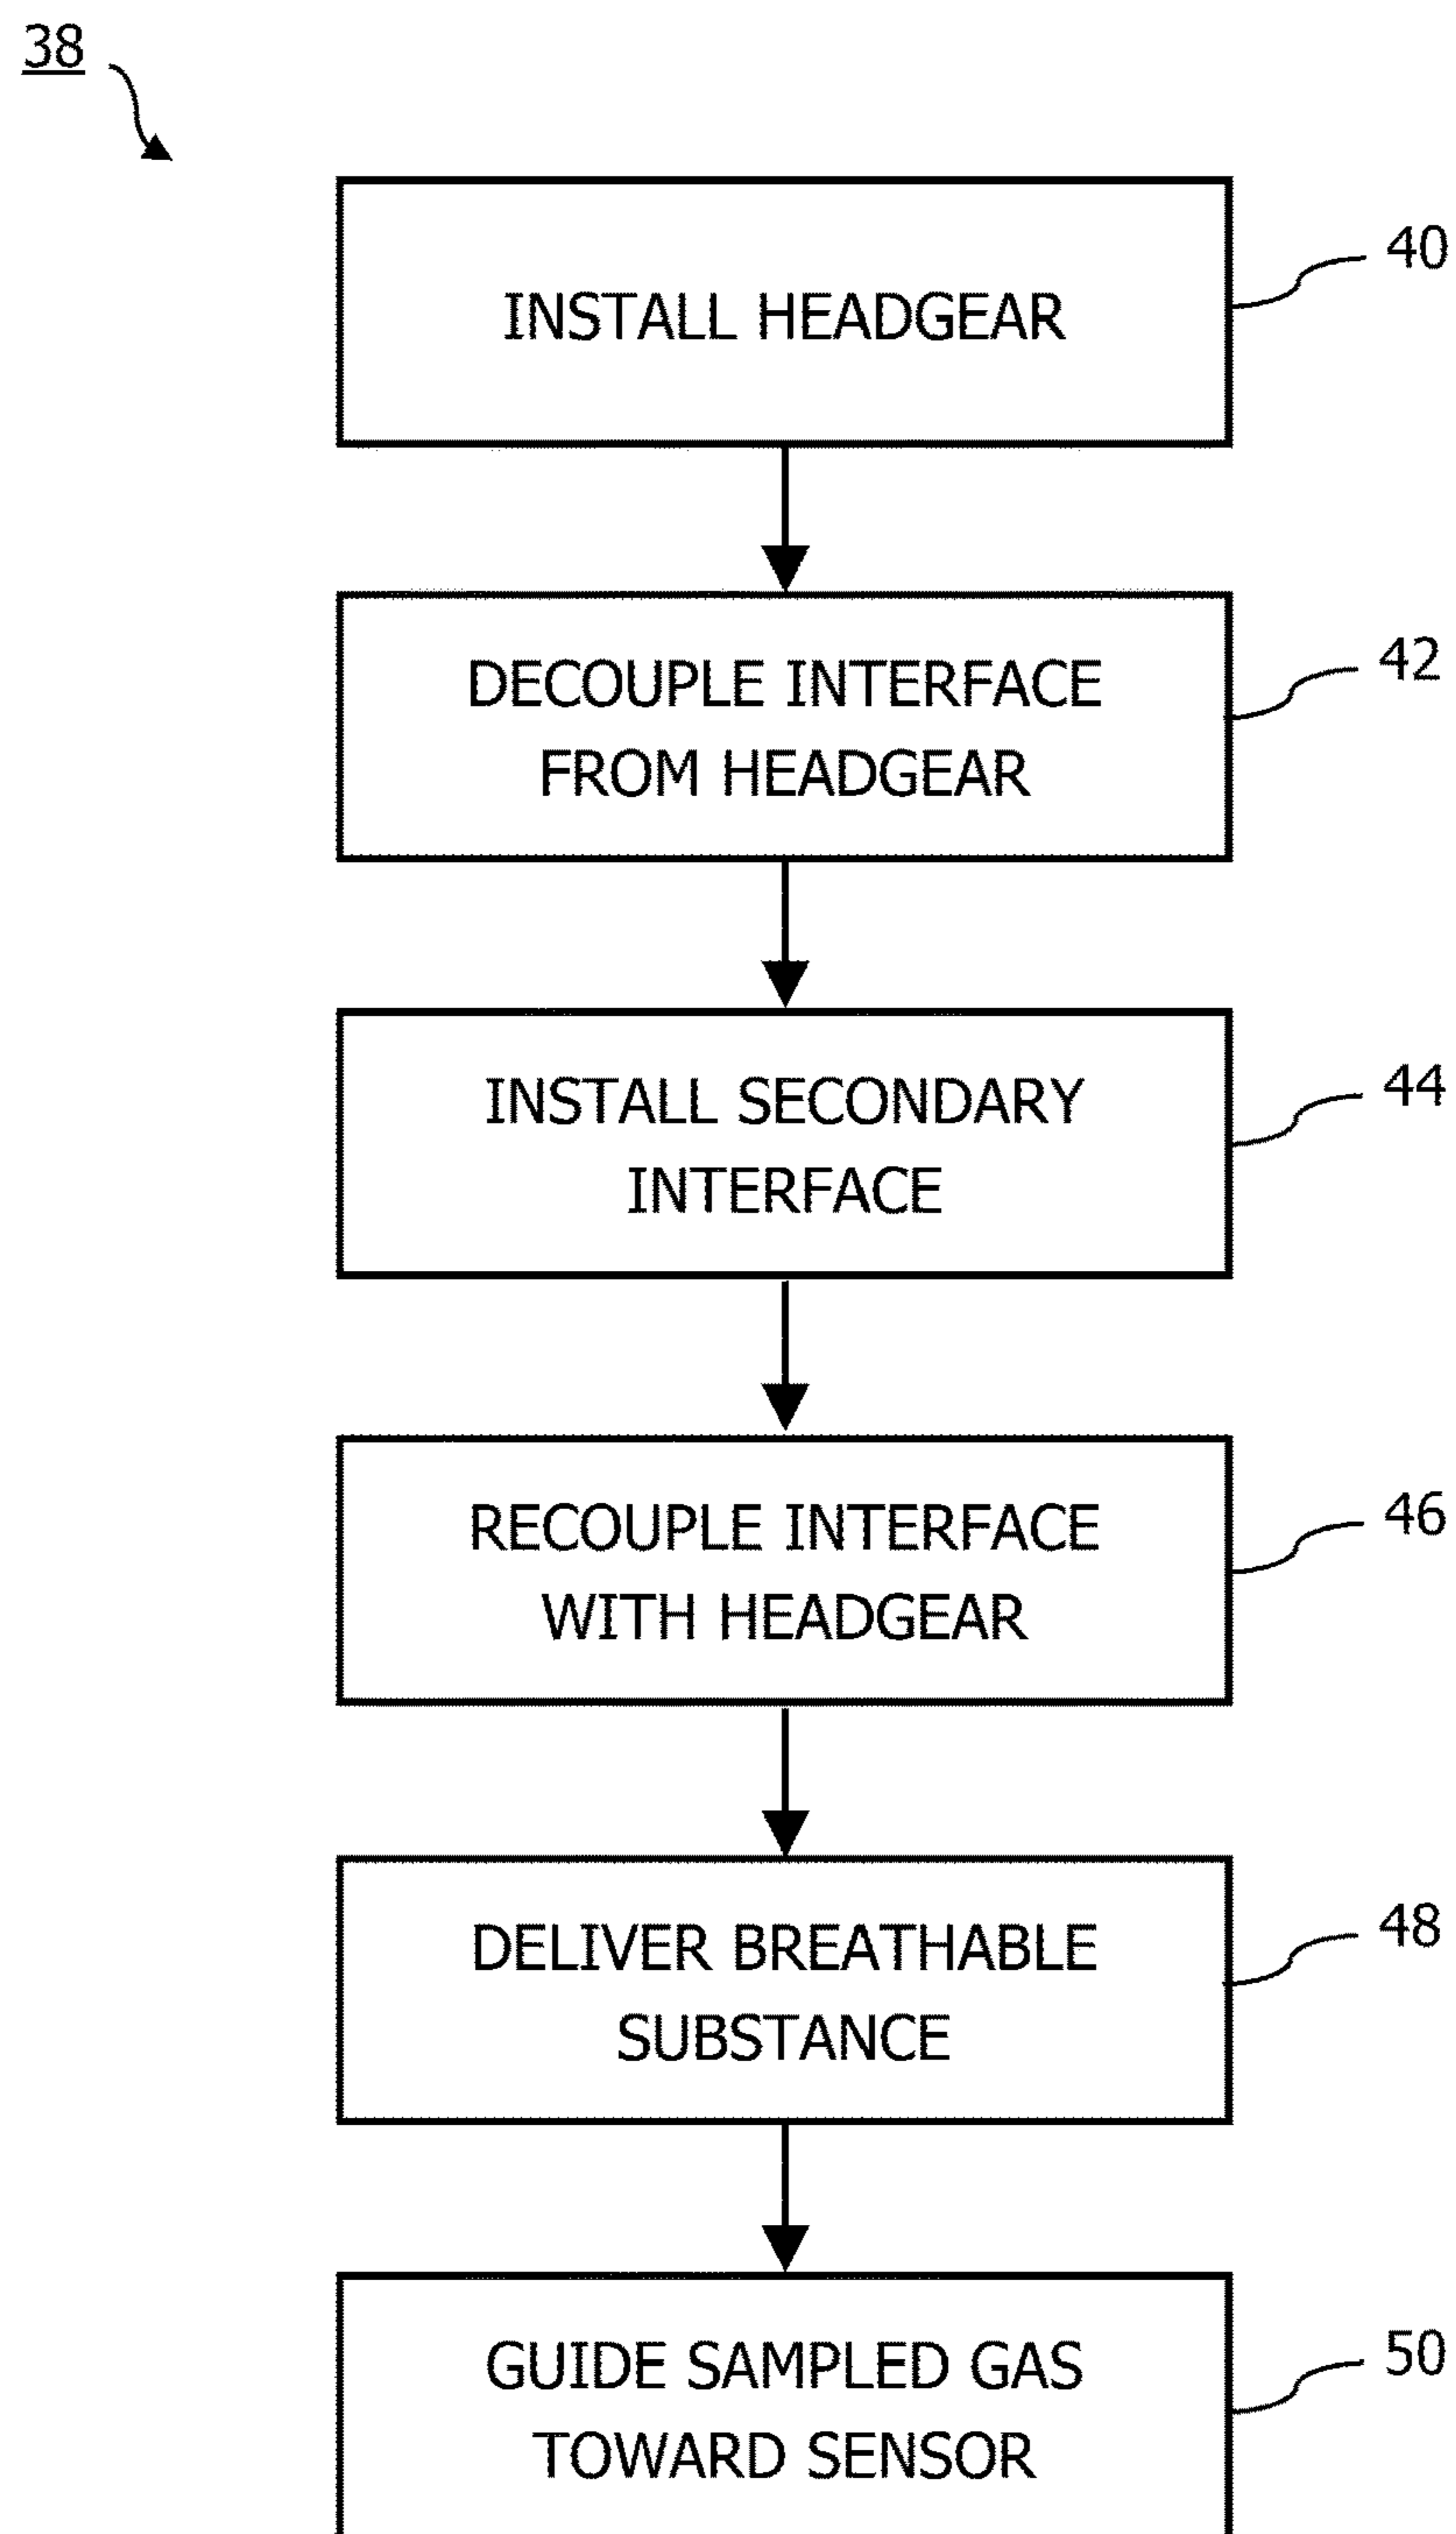 38
INSTALL HEADGEAR
40
DECOUPLE INTERFACE
FROM HEADGEAR
42
INSTALL SECONDARY
INTERFACE
44
RECOUPLE INTERFACE
WITH HEADGEAR
46
DELIVER BREATHABLE
SUBSTANCE
48
GUIDE SAMPLED GAS
TOWARD SENSOR
50